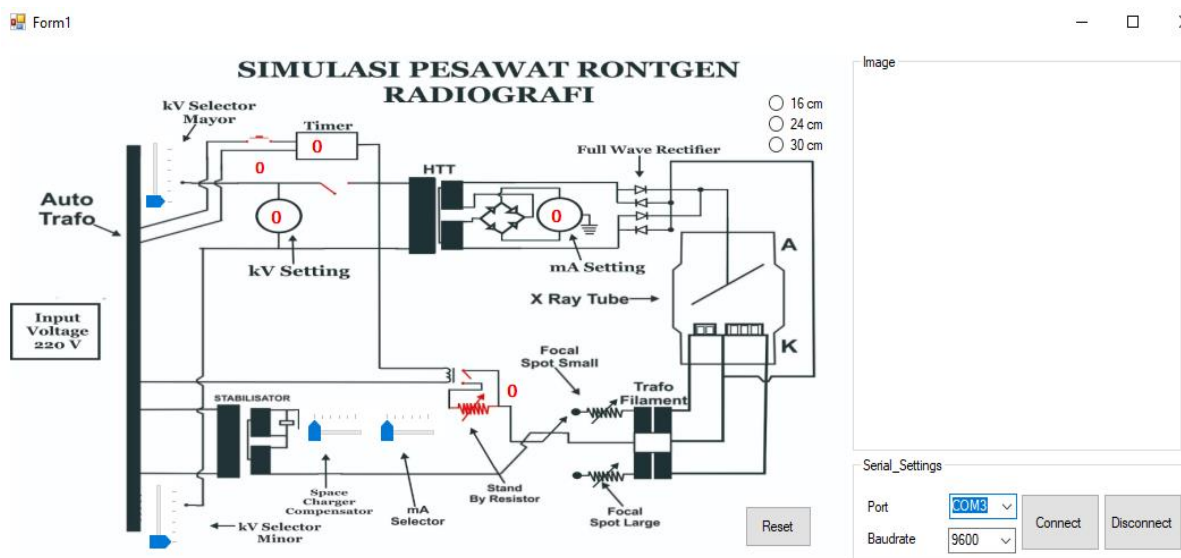 Form1
SIMULASI PESAWAT RONTGEN
RADIOGRAFI
kV Selector
Mayor
Timer
0
0
0
0
16 cm
24 cm
30 cm
Full Wave Rectifier
HTT
Auto
Trafo
kV Setting
mA Setting
A
X Ray Tube
Input
Voltage
220 V
K
Focal
Spot Small
0
Trafo
Filament
STABILISATOR
Stand
By Resistor
Space
Charger
Compensator
mA
Selector
Focal
Spot Large
kV Selector
Minor
Reset
Image
Serial_Settings
Port
COM3
Baudrate
9600
Connect
Disconnect